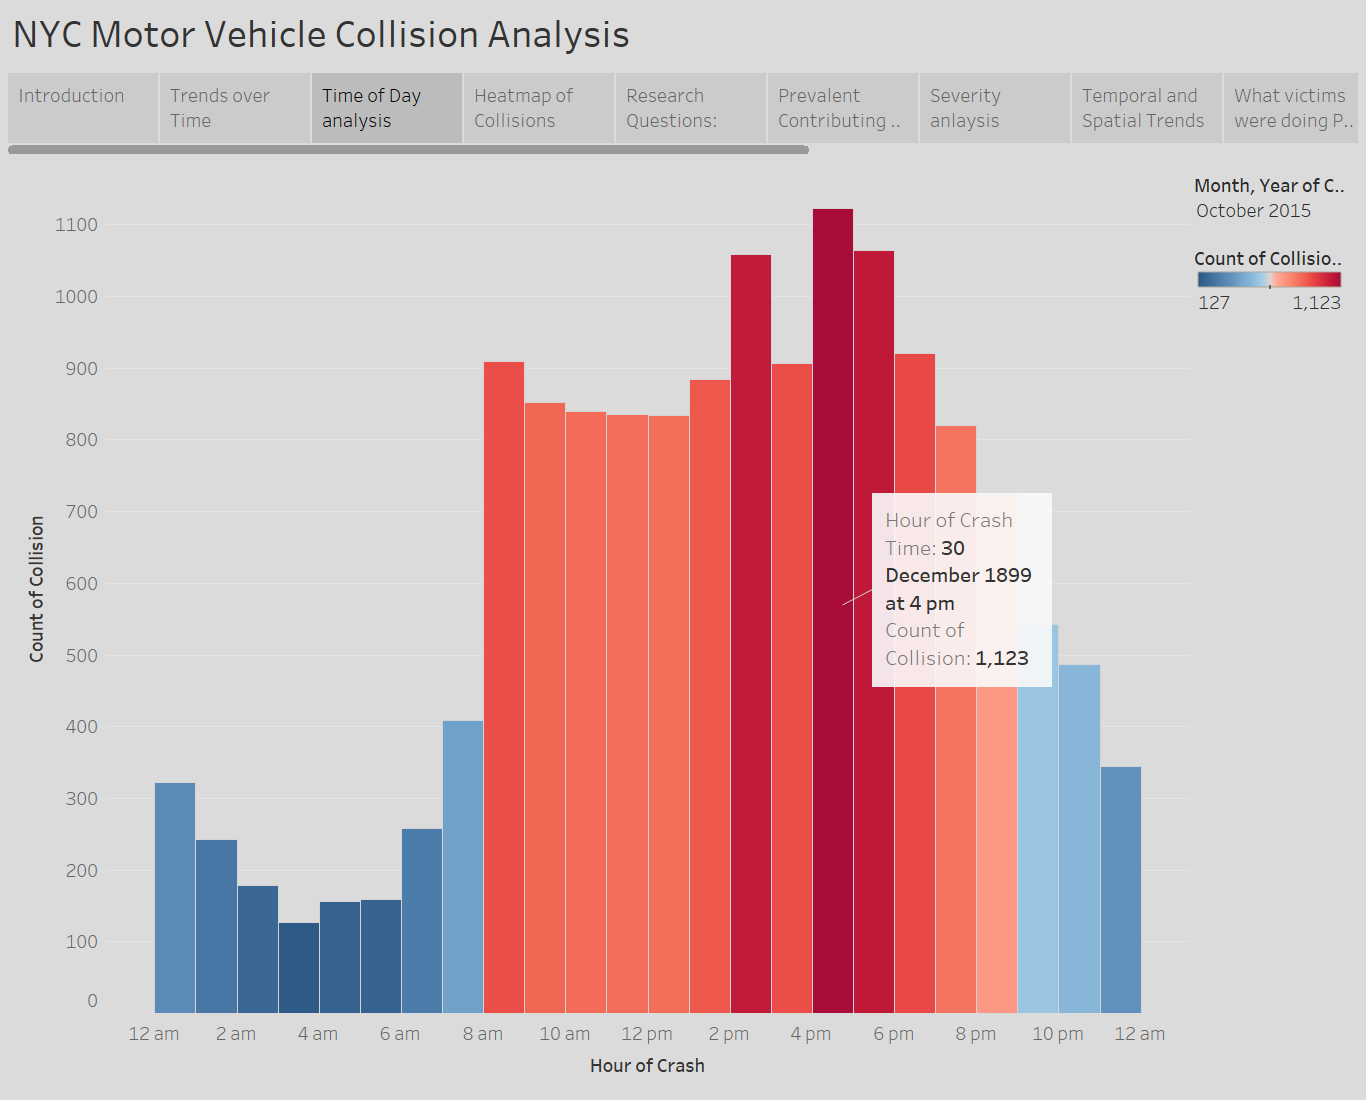 NYC Motor Vehicle Collision Analysis
Introduction
Trends over
Time
Time of Day
analysis
Heatmap of
Collisions
Research
Questions:
Prevalent
Contributing ..
Severity
anlaysis
Temporal and
Spatial Trends
What victims
were doing P..
Month, Year of C..
October 2015
Count of Collisio..
127
1,123
Count of Collision
1100
1000
900
800
700
600
500
400
300
200
100
0
Hour of Crash
Time: 30
December 1899
at 4 pm
Count of
Collision: 1,123
12 am
2 am
4 am
6 am
8 am
10 am
12 pm
2 pm
4 pm
6 pm
8 pm
10 pm
12 am
Hour of Crash